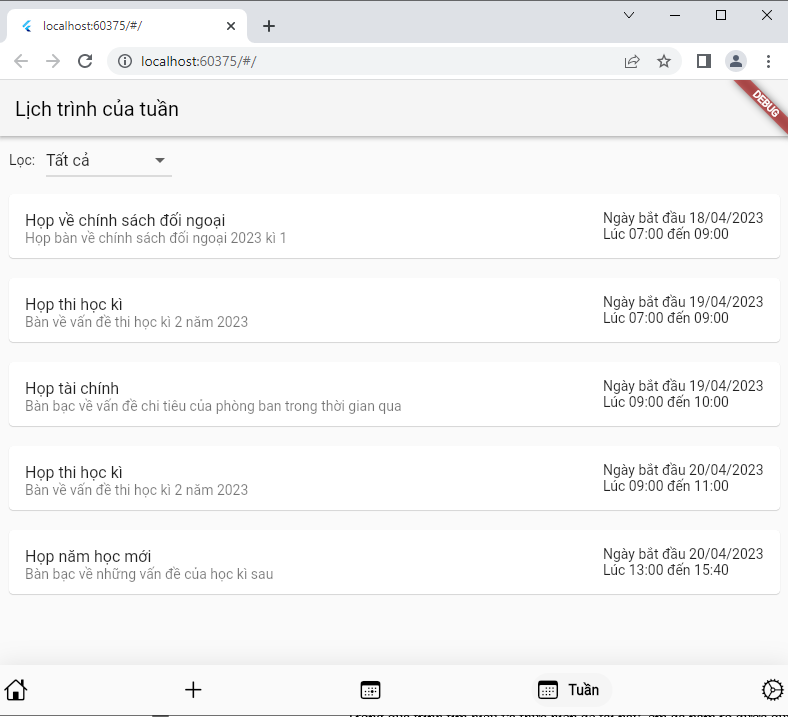 localhost:60375/#/
localhost:60375/#/
Lịch trình của tuần
DEBUG
Lọc: Tất cả
Họp về chính sách đối ngoại
Họp bàn về chính sách đối ngoại 2023 kì 1
Ngày bắt đầu 18/04/2023
Lúc 07:00 đến 09:00
Họp thi học kì
Bàn về vấn đề thi học kì 2 năm 2023
Ngày bắt đầu 19/04/2023
Lúc 07:00 đến 09:00
Họp tài chính
Bàn bạc về vấn đề chi tiêu của phòng ban trong thời gian qua
Ngày bắt đầu 19/04/2023
Lúc 09:00 đến 10:00
Họp thi học kì
Bàn về vấn đề thi học kì 2 năm 2023
Ngày bắt đầu 20/04/2023
Lúc 09:00 đến 11:00
Họp năm học mới
Bàn bạc về những vấn đề của học kì sau
Ngày bắt đầu 20/04/2023
Lúc 13:00 đến 15:40
Tuần